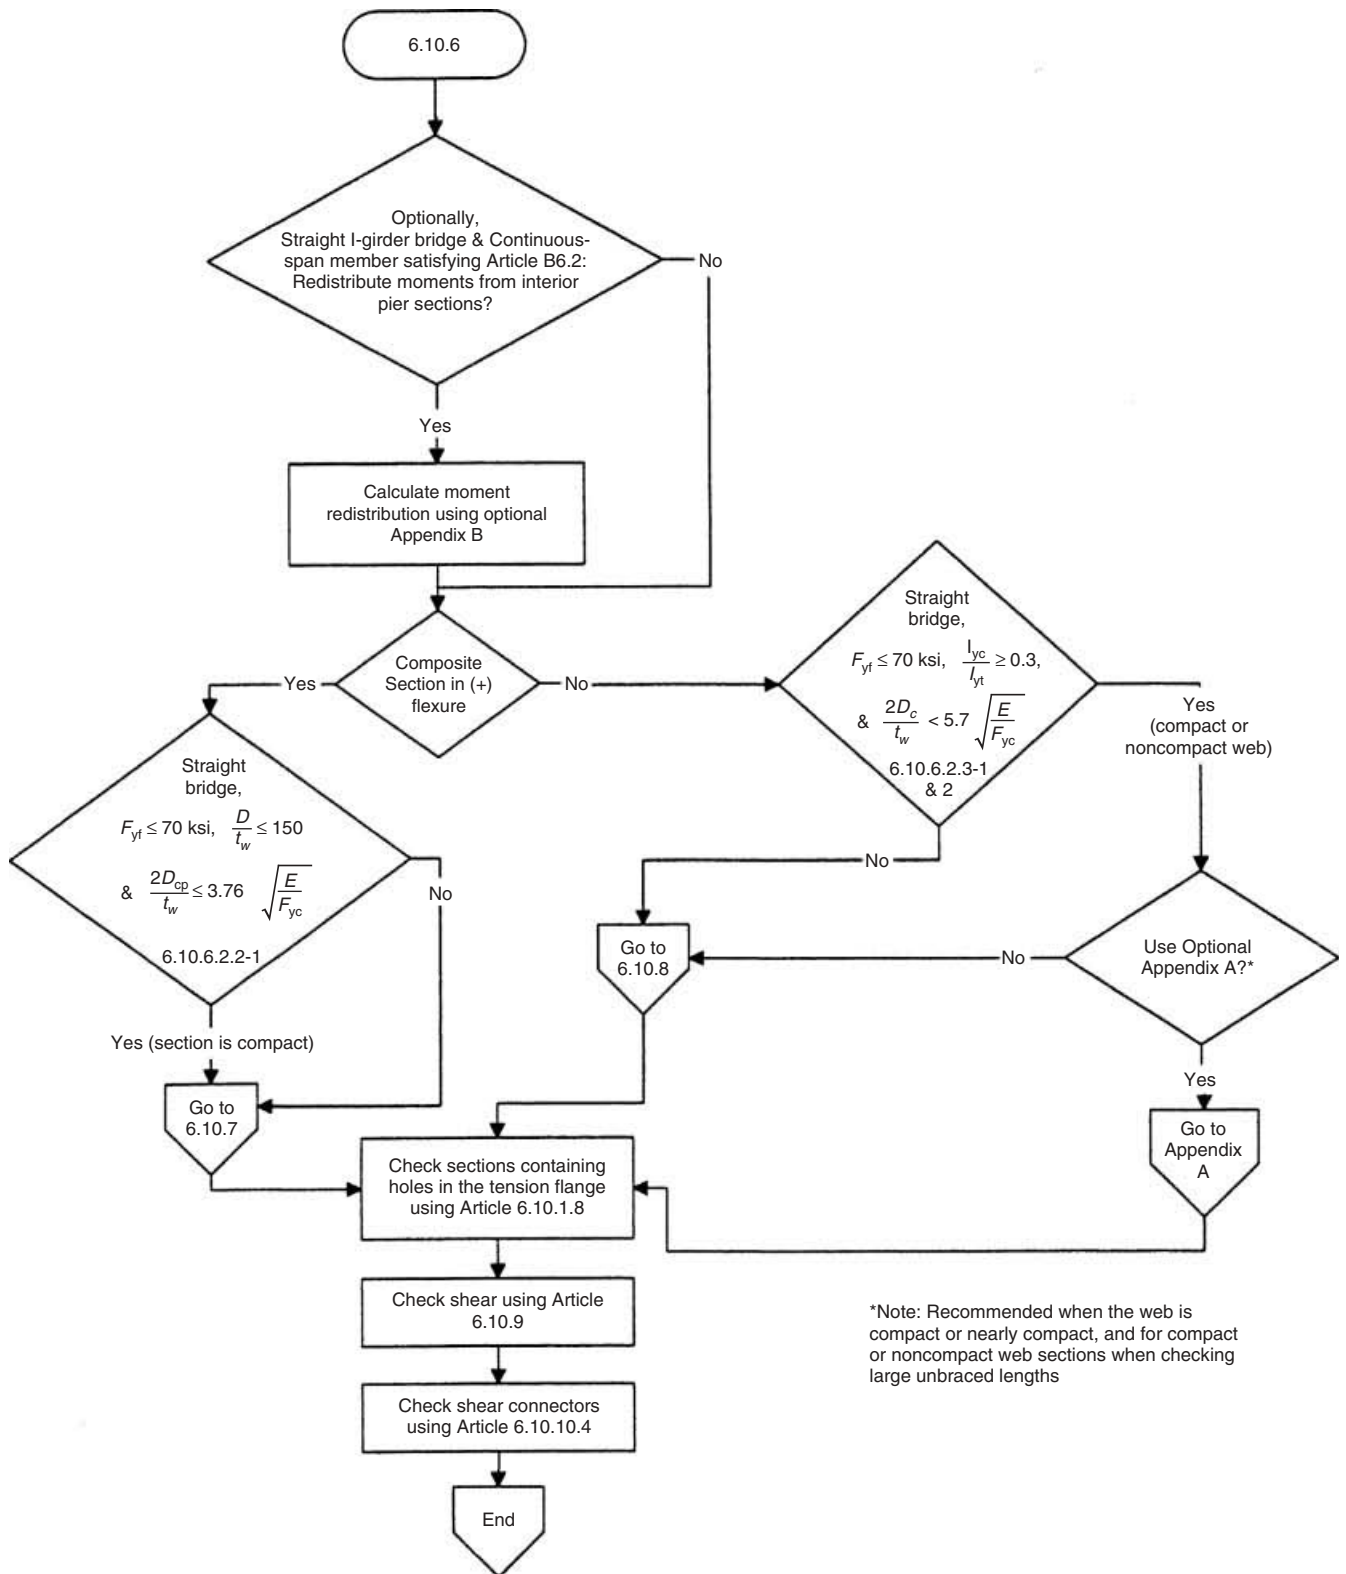 6.10.6
Optionally,
Straight I-girder bridge & Continuous-
span member satisfying Article B6.2:
Redistribute moments from interior
pier sections?
No
Yes
Calculate moment
redistribution using optional
Appendix B
Composite
Section in (+)
flexure
Yes
No
Straight
bridge,
F_yf ≤ 70 ksi, I_yc/I_yt ≥ 0.3,
& 2D_c/t_w < 5.7 √(E/F_yc)
6.10.6.2.3-1
& 2
Yes
(compact or
noncompact web)
No
Straight
bridge,
F_yf ≤ 70 ksi, D/t_w ≤ 150
& 2D_cp/t_w ≤ 3.76 √(E/F_yc)
6.10.6.2.2-1
No
Yes (section is compact)
Go to
6.10.7
Go to
6.10.8
No
Use Optional
Appendix A?*
Yes
Go to
Appendix
A
Check sections containing
holes in the tension flange
using Article 6.10.1.8
Check shear using Article
6.10.9
Check shear connectors
using Article 6.10.10.4
End
*Note: Recommended when the web is
compact or nearly compact, and for compact
or noncompact web sections when checking
large unbraced lengths